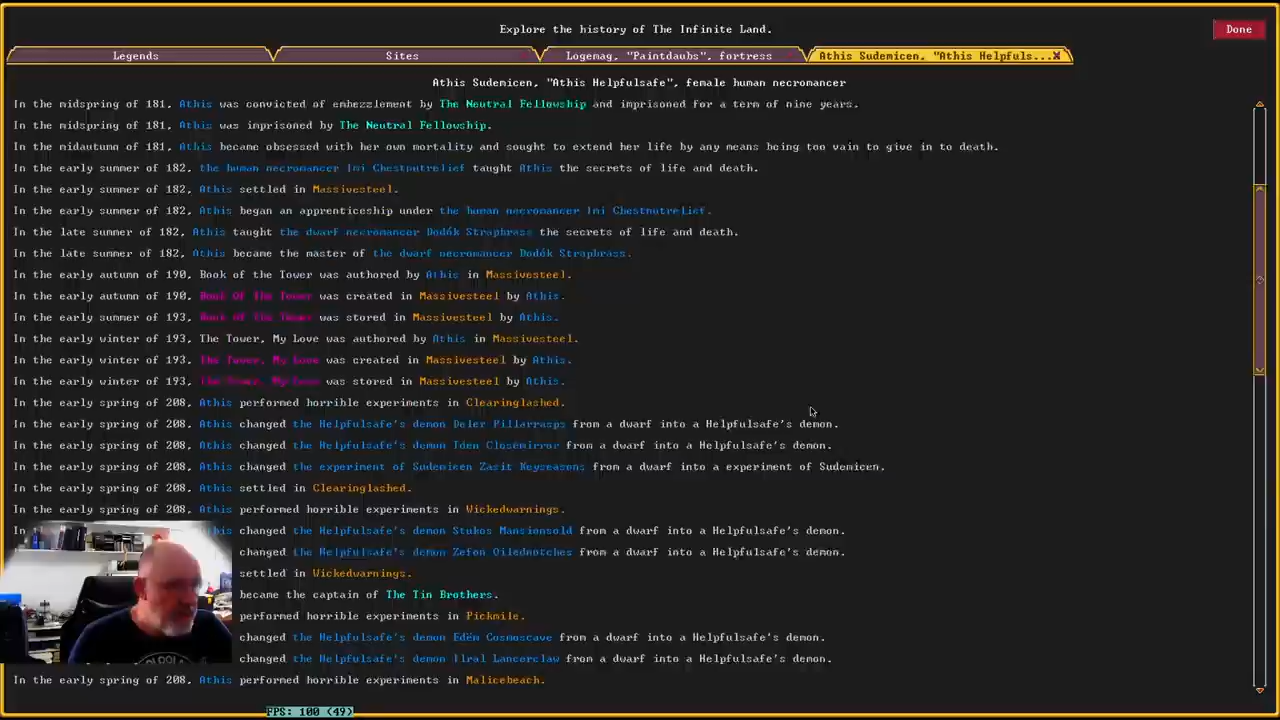 Explore the history of The Infinite Land.
Done
Legends
Sites
Logemag, "Paintdaubs", fortress
Athis Sudemicen, "Athis Helpfuls...
Athis Sudemicen, "Athis Helpfulsafe", female human necromancer
In the midspring of 181, Athis was convicted of embezzlement by The Neutral Fellowship and imprisoned for a term of nine years.
In the midspring of 181, Athis was imprisoned by The Neutral Fellowship.
In the midautumn of 181, Athis became obsessed with her own mortality and sought to extend her life by any means being too vain to give in to death.
In the early summer of 182, the human necromancer Imi Chestnutrelief taught Athis the secrets of life and death.
In the early summer of 182, Athis settled in Massivesteel.
In the early summer of 182, Athis began an apprenticeship under the human necromancer Imi Chestnutrelief.
In the late summer of 182, Athis taught the dwarf necromancer Dodók Strapbrass the secrets of life and death.
In the late summer of 182, Athis became the master of the dwarf necromancer Dodók Strapbrass.
In the early autumn of 190, Book of the Tower was authored by Athis in Massivesteel.
In the early autumn of 190, Book Of The Tower was created in Massivesteel by Athis.
In the early summer of 193, Book Of The Tower was stored in Massivesteel by Athis.
In the early winter of 193, The Tower, My Love was authored by Athis in Massivesteel.
In the early winter of 193, The Tower, My Love was created in Massivesteel by Athis.
In the early winter of 193, The Tower, My Love was stored in Massivesteel by Athis.
In the early spring of 208, Athis performed horrible experiments in Clearinglashed.
In the early spring of 208, Athis changed the Helpfulsafe's demon Deler Pillarrasps from a dwarf into a Helpfulsafe's demon.
In the early spring of 208, Athis changed the Helpfulsafe's demon Iden Closemirror from a dwarf into a Helpfulsafe's demon.
In the early spring of 208, Athis changed the experiment of Sudemicen Zasit Keyseasons from a dwarf into a experiment of Sudemicen.
In the early spring of 208, Athis settled in Clearinglashed.
In the early spring of 208, Athis performed horrible experiments in Wickedwarnings.
In changed the Helpfulsafe's demon Stukos Mansionsold from a dwarf into a Helpfulsafe's demon.
changed the Helpfulsafe's demon Zefon Oilednotches from a dwarf into a Helpfulsafe's demon.
settled in Wickedwarnings.
became the captain of The Tin Brothers.
performed horrible experiments in Pickmile.
changed the Helpfulsafe's demon Edëm Cosmoscave from a dwarf into a Helpfulsafe's demon.
changed the Helpfulsafe's demon Ilral Lancerclaw from a dwarf into a Helpfulsafe's demon.
In the early spring of 208, Athis performed horrible experiments in Malicebeach.
FPS: 100 (49)